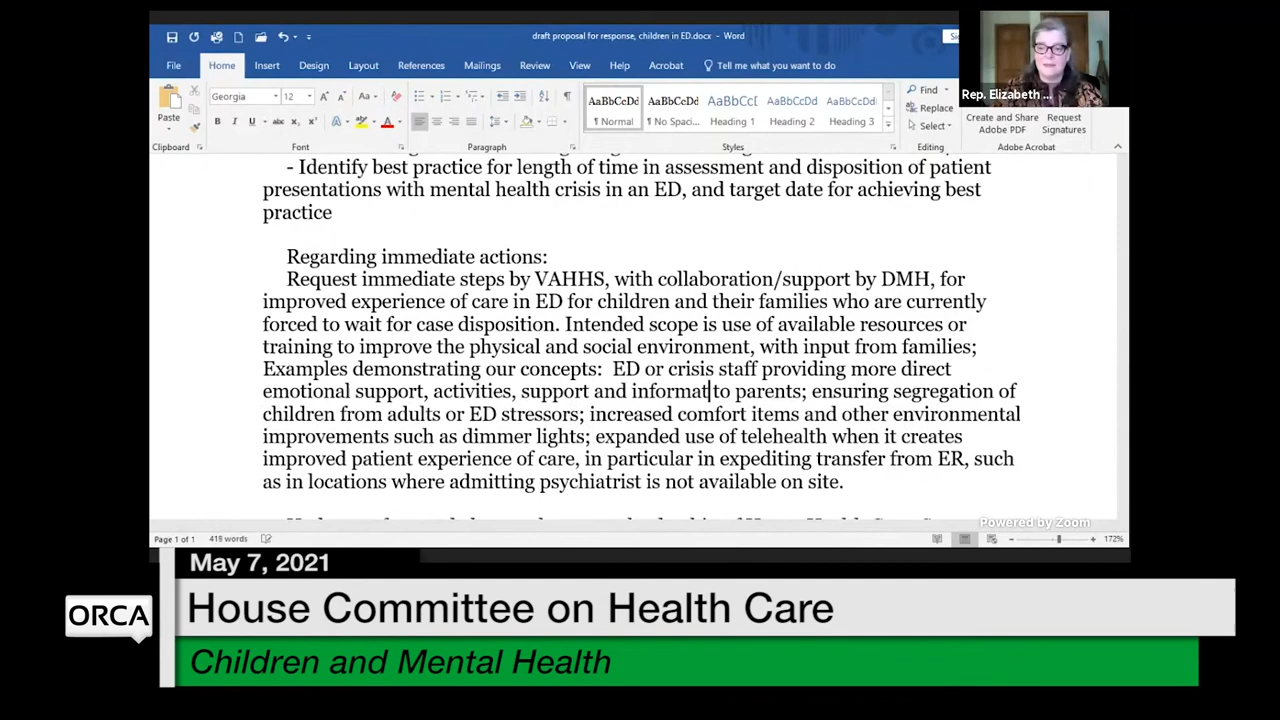 draft proposal for response, children in ED.docx - Word
File Home Insert Design Layout References Mailings Review View Help Acrobat Tell me what you want to do
Rep. Elizabeth ...
Georgia 12
Paste
AaBbCcDd AaBbCcDd AaBbC( AaBbCcDd AaBbCcDd
¶ Normal ¶ No Spaci... Heading 1 Heading 2 Heading 3
Find
Replace
Select
Create and Share Adobe PDF
Request Signatures
Clipboard Font Paragraph Styles Editing Adobe Acrobat
- Identify best practice for length of time in assessment and disposition of patient
presentations with mental health crisis in an ED, and target date for achieving best
practice
Regarding immediate actions:
Request immediate steps by VAHHS, with collaboration/support by DMH, for
improved experience of care in ED for children and their families who are currently
forced to wait for case disposition. Intended scope is use of available resources or
training to improve the physical and social environment, with input from families;
Examples demonstrating our concepts:  ED or crisis staff providing more direct
emotional support, activities, support and informat to parents; ensuring segregation of
children from adults or ED stressors; increased comfort items and other environmental
improvements such as dimmer lights; expanded use of telehealth when it creates
improved patient experience of care, in particular in expediting transfer from ER, such
as in locations where admitting psychiatrist is not available on site.
Powered by Zoom
Page 1 of 1 419 words 172%
May 7, 2021
ORCA
House Committee on Health Care
Children and Mental Health